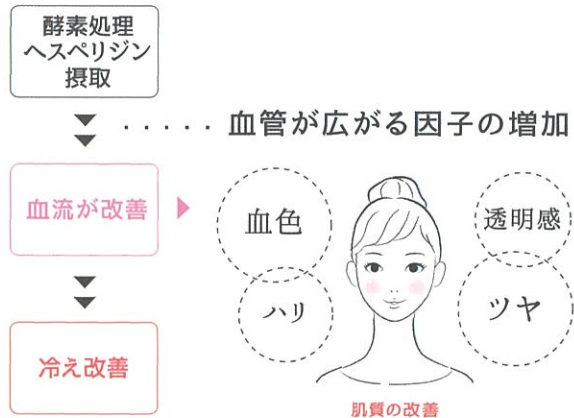 酵素処理
ヘスペリジン
摂取
血管が広がる因子の増加
血流が改善
血色
透明感
ハリ
ツヤ
冷え改善
肌質の改善